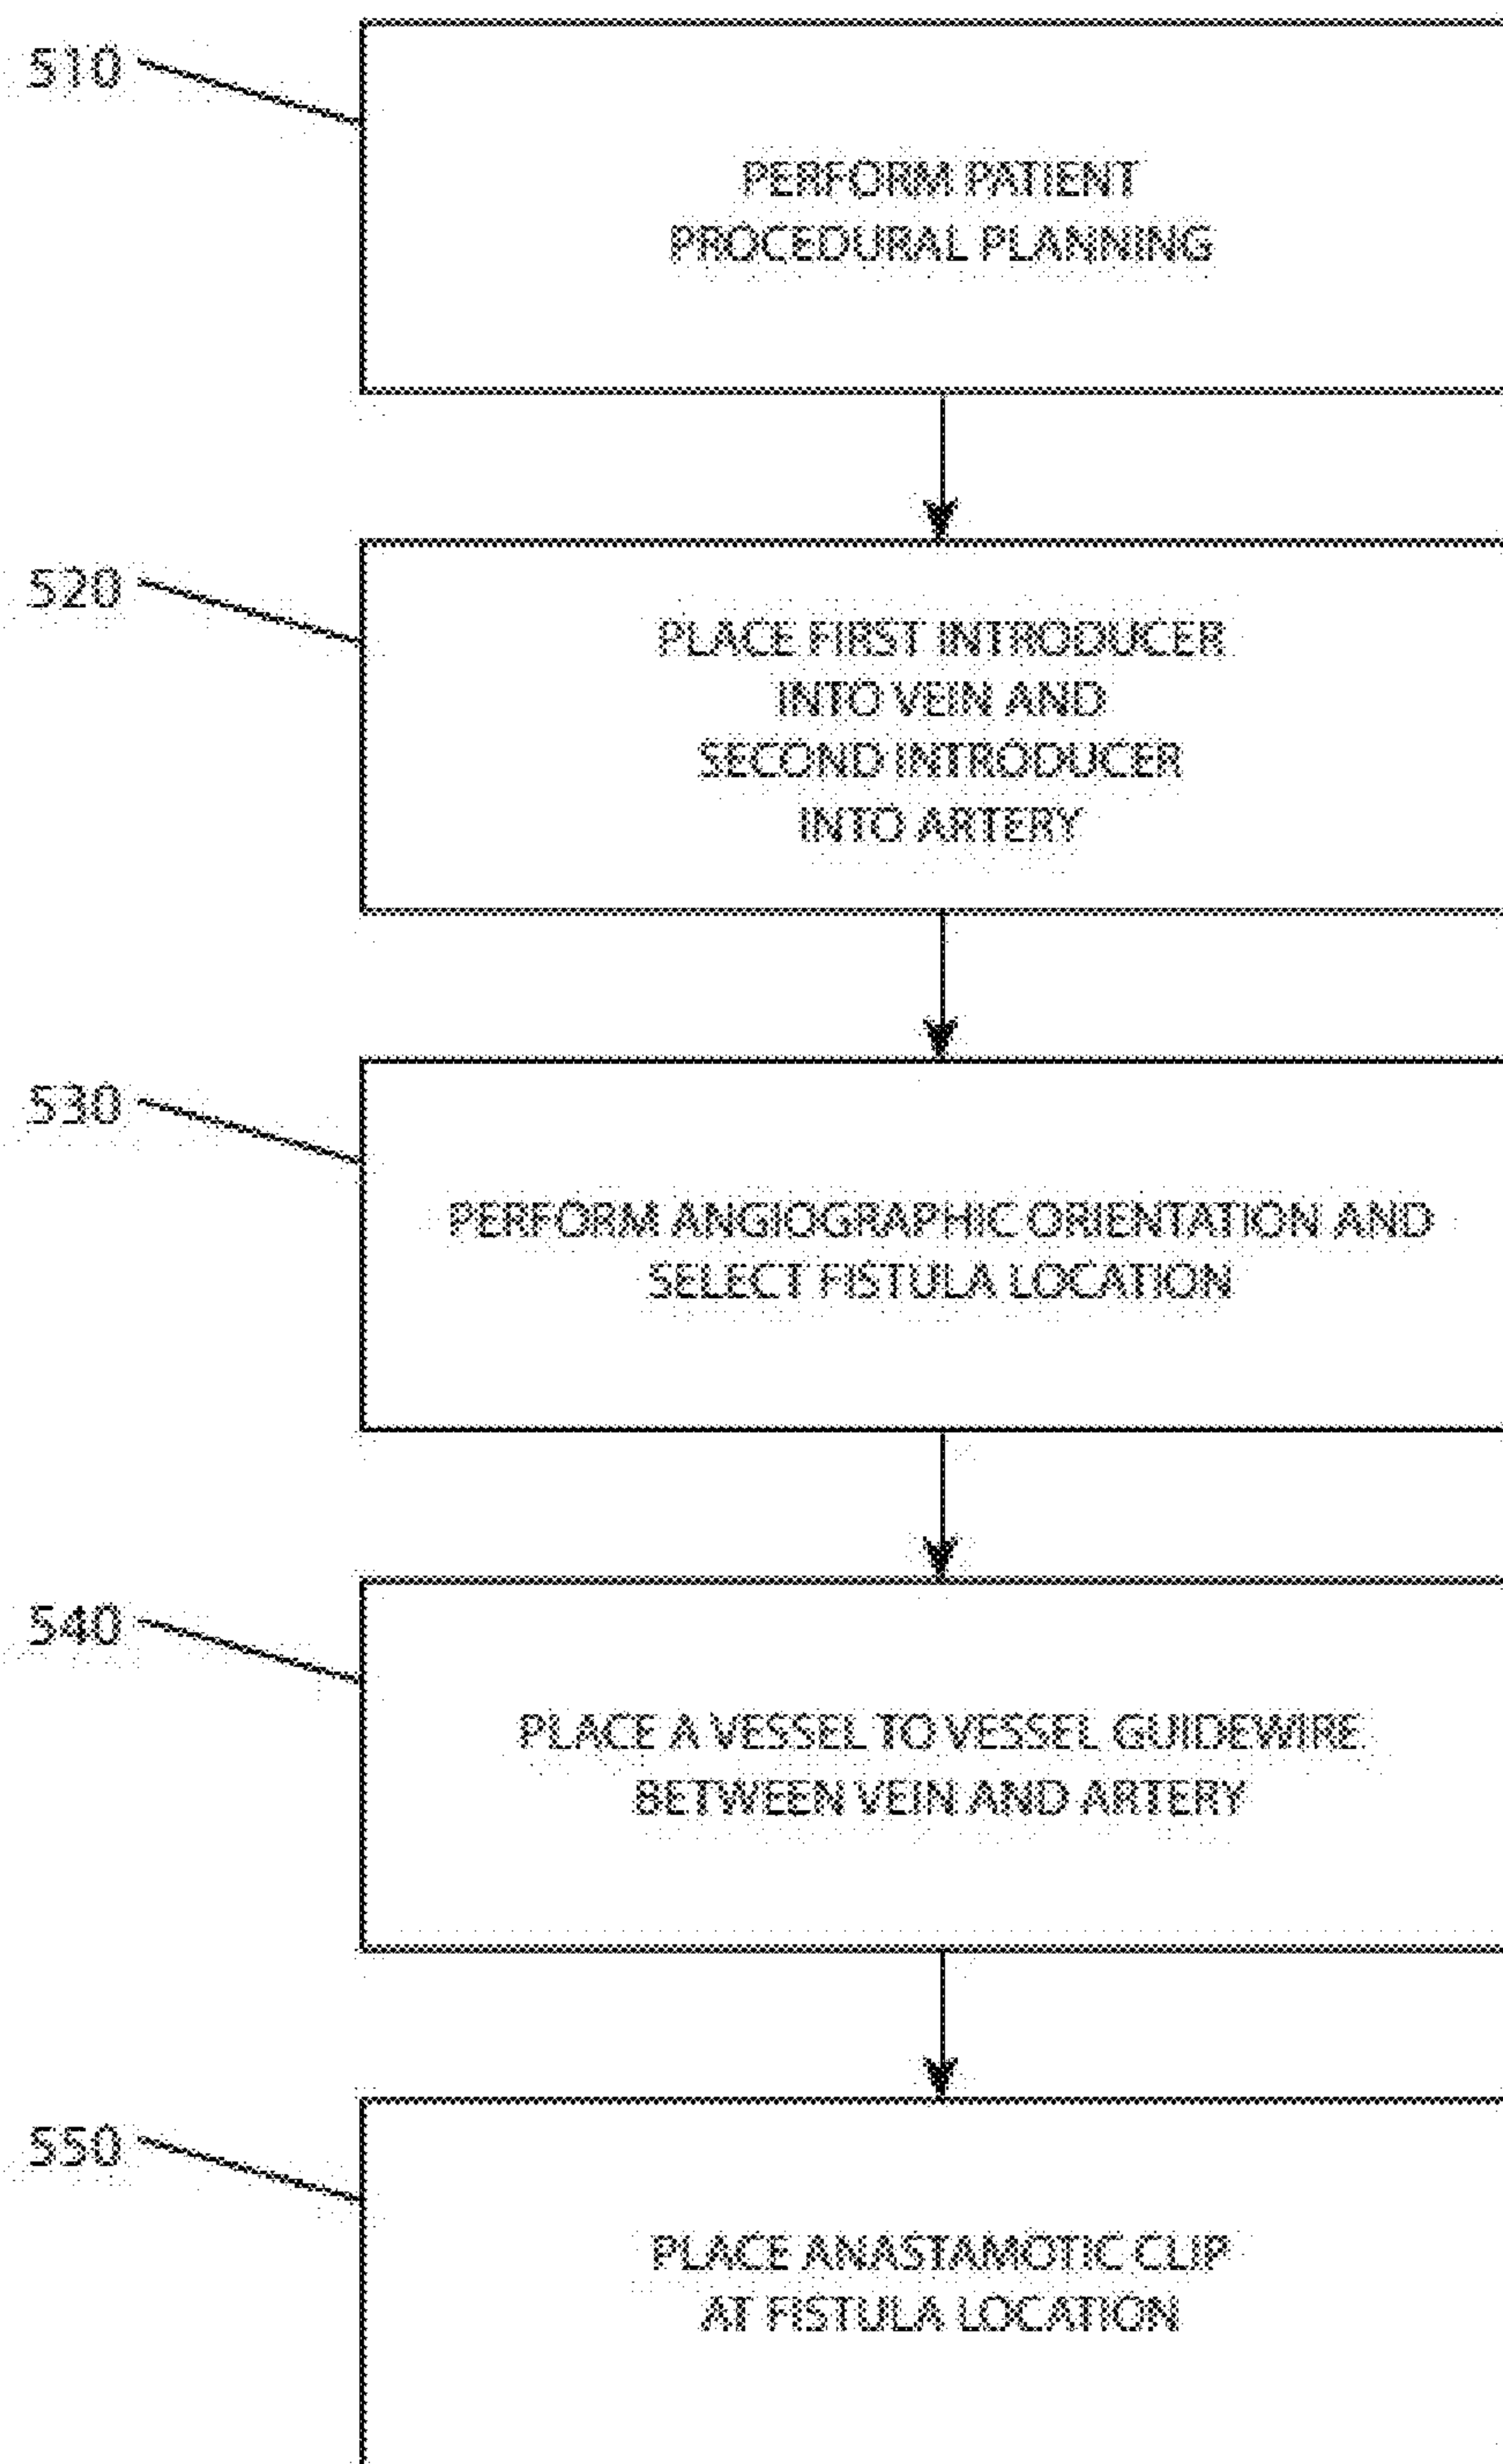 510
PERFORM PATIENT
PROCEDURAL PLANNING
520
PLACE FIRST INTRODUCER
INTO VEIN AND
SECOND INTRODUCER
INTO ARTERY
530
PERFORM ANGIOGRAPHIC ORIENTATION AND
SELECT FISTULA LOCATION
540
PLACE A VESSEL TO VESSEL GUIDEWIRE
BETWEEN VEIN AND ARTERY
550
PLACE ANASTAMOTIC CLIP
AT FISTULA LOCATION